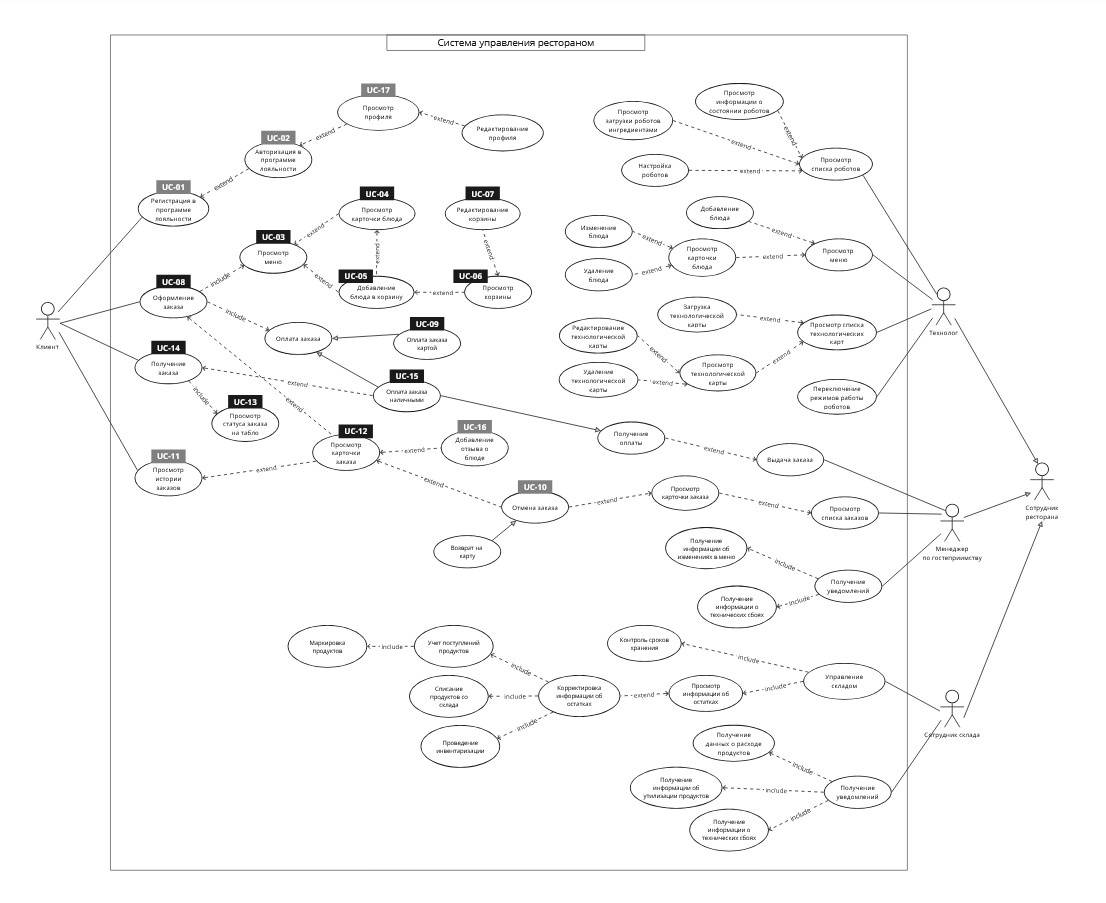 Система управления рестораном
UC-17
Просмотр
профиля
extend
Редактирование
профиля
UC-02
Авторизация в
программе
лояльности
extend
UC-01
Регистрация в
программе
лояльности
extend
UC-04
Просмотр
карточки блюда
UC-07
Редактирование
корзины
UC-03
Просмотр
меню
extend
extend
extend
extend
UC-05
Добавление
блюда в корзину
extend
UC-06
Просмотр
корзины
UC-08
Оформление
заказа
include
include
Клиент
Оплата заказа
UC-09
Оплата заказа
картой
UC-14
Получение
заказа
extend
UC-15
Оплата заказа
наличными
include
UC-13
Просмотр
статуса заказа
на табло
extend
UC-12
Просмотр
карточки
заказа
extend
UC-16
Добавление
отзыва о
блюде
UC-11
Просмотр
истории
заказов
extend
extend
UC-10
Отмена заказа
Возврат на
карту
extend
Просмотр
карточки заказа
extend
Просмотр
списка заказов
Просмотр
информации о
состоянии роботов
Просмотр
загрузки роботов
ингредиентами
extend
extend
Настройка
роботов
extend
Просмотр
списка роботов
Добавление
блюда
extend
Изменение
блюда
extend
Просмотр
карточки
блюда
extend
Просмотр
меню
Удаление
блюда
extend
Загрузка
технологической
карты
extend
Просмотр списка
технологических
карт
Редактирование
технологической
карты
extend
Просмотр
технологической
карты
extend
Удаление
технологической
карты
extend
Переключение
режимов работы
роботов
Технолог
Получение
оплаты
extend
Выдача заказа
Сотрудник
ресторана
Менеджер
по гостеприимству
Получение
информации об
изменениях в меню
include
Получение
уведомлений
Получение
информации о
технических сбоях
include
Маркировка
продуктов
include
Учет поступлений
продуктов
include
Контроль сроков
хранения
include
Управление
складом
Списание
продуктов со
склада
include
Корректировка
информации об
остатках
extend
Просмотр
информации об
остатках
include
Проведение
инвентаризации
include
Сотрудник склада
Получение
данных о расходе
продуктов
include
Получение
информации об
утилизации продуктов
include
Получение
уведомлений
Получение
информации о
технических сбоях
include